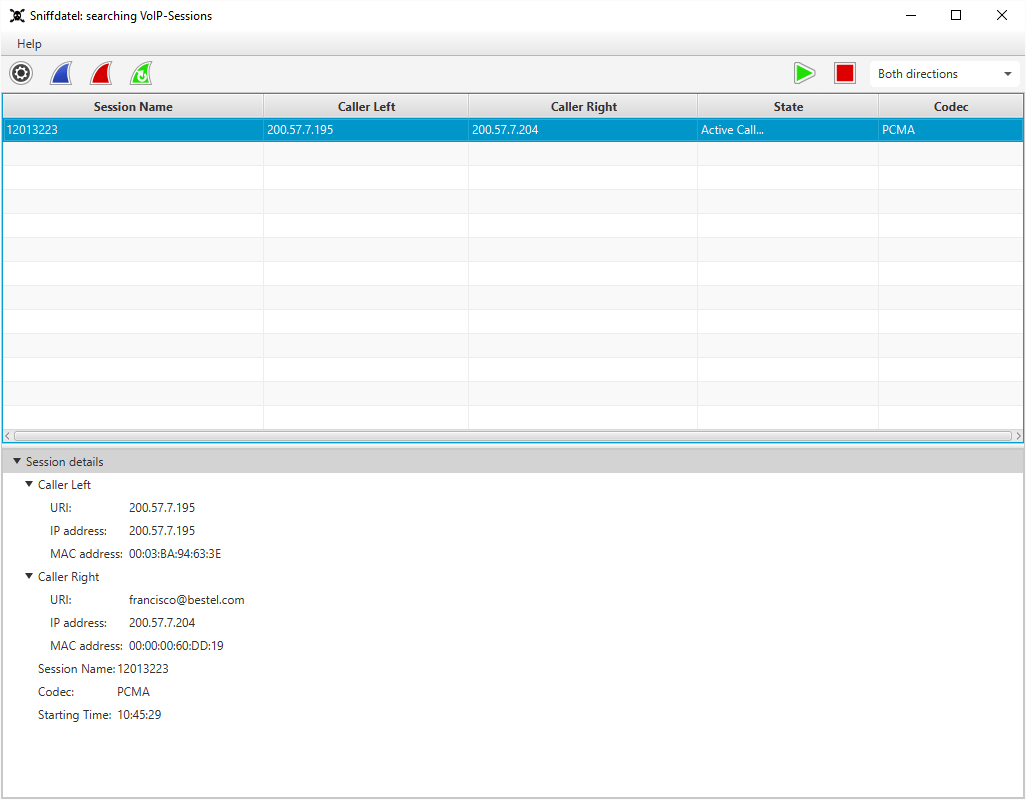 Sniffdatel: searching VoIP-Sessions
Help
Both directions
Session Name Caller Left Caller Right State Codec
12013223 200.57.7.195 200.57.7.204 Active Call... PCMA
Session details
Caller Left
URI: 200.57.7.195
IP address: 200.57.7.195
MAC address: 00:03:BA:94:63:3E
Caller Right
URI: francisco@bestel.com
IP address: 200.57.7.204
MAC address: 00:00:00:60:DD:19
Session Name: 12013223
Codec: PCMA
Starting Time: 10:45:29